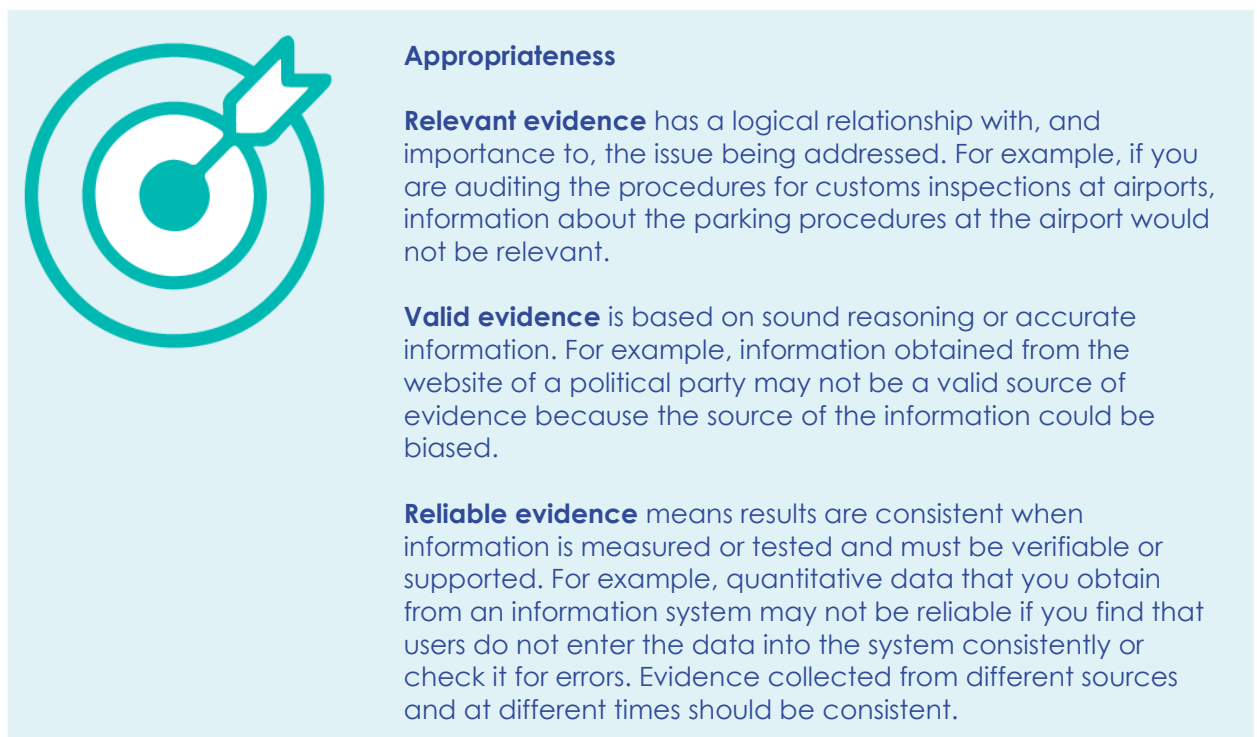 Appropriateness
Relevant evidence has a logical relationship with, and
importance to, the issue being addressed. For example, if you
are auditing the procedures for customs inspections at airports,
information about the parking procedures at the airport would
not be relevant.
Valid evidence is based on sound reasoning or accurate
information. For example, information obtained from the
website of a political party may not be a valid source of
evidence because the source of the information could be
biased.
Reliable evidence means results are consistent when
information is measured or tested and must be verifiable or
supported. For example, quantitative data that you obtain
from an information system may not be reliable if you find that
users do not enter the data into the system consistently or
check it for errors. Evidence collected from different sources
and at different times should be consistent.